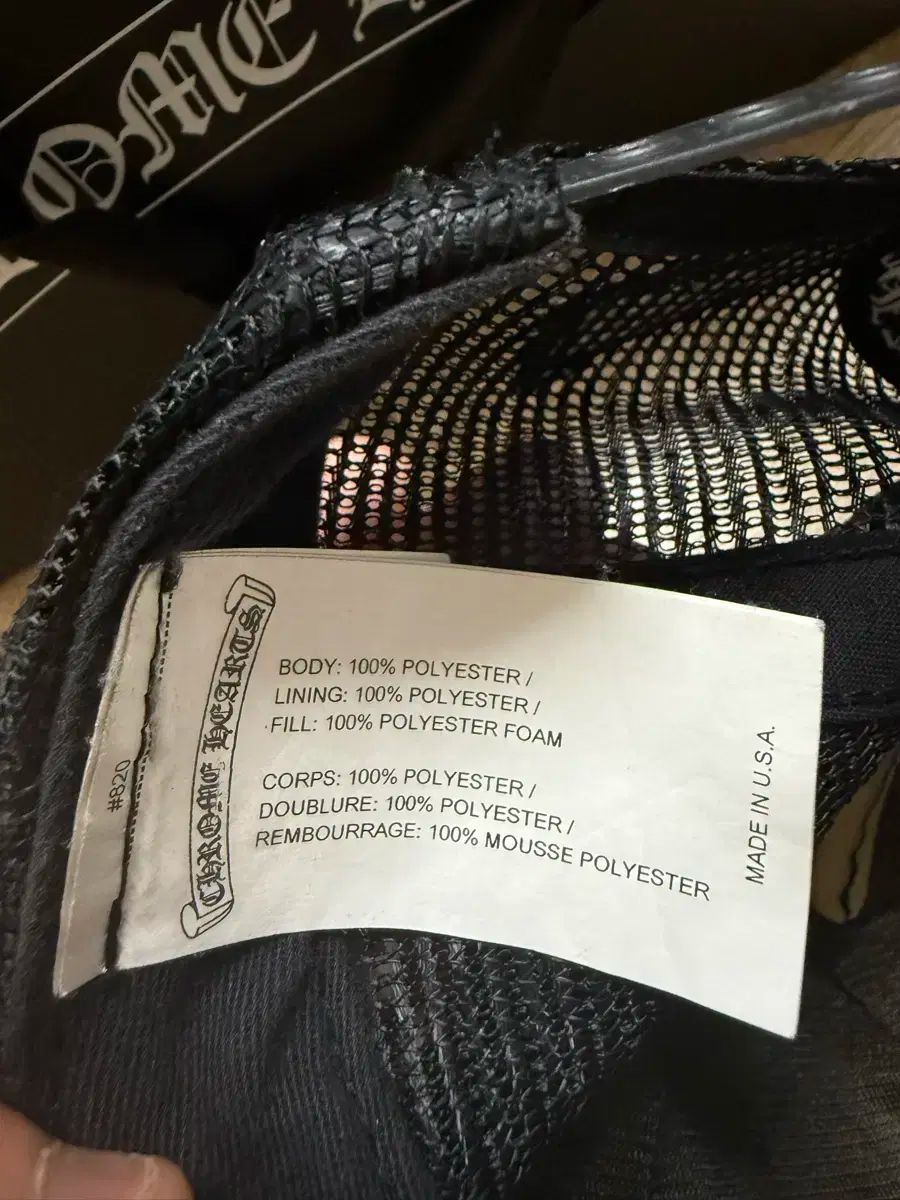 OME H
#820
CHROME HEARTS
BODY: 100% POLYESTER /
LINING: 100% POLYESTER /
FILL: 100% POLYESTER FOAM
CORPS: 100% POLYESTER /
DOUBLURE: 100% POLYESTER /
REMBOURRAGE: 100% MOUSSE POLYESTER
MADE IN U.S.A.